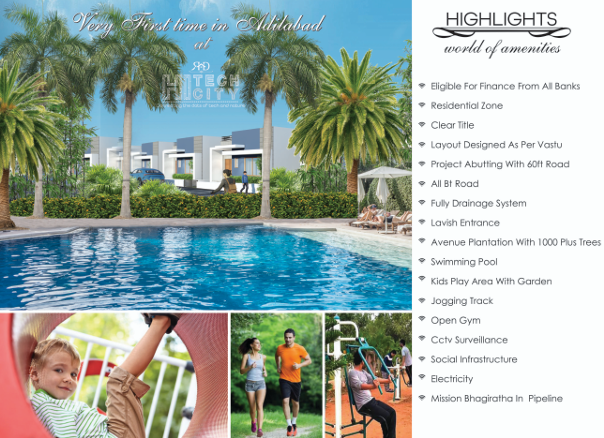 Very First time in Adilabad
at
HITECH
CITY
HIGHLIGHTS
world of amenities
Eligible For Finance From All Banks
Residential Zone
Clear Title
Layout Designed As Per Vastu
Project Abutting With 60ft Road
All Bt Road
Fully Drainage System
Lavish Entrance
Avenue Plantation With 1000 Plus Trees
Swimming Pool
Kids Play Area With Garden
Jogging Track
Open Gym
Cctv Surveillance
Social Infrastructure
Electricity
Mission Bhagiratha In Pipeline